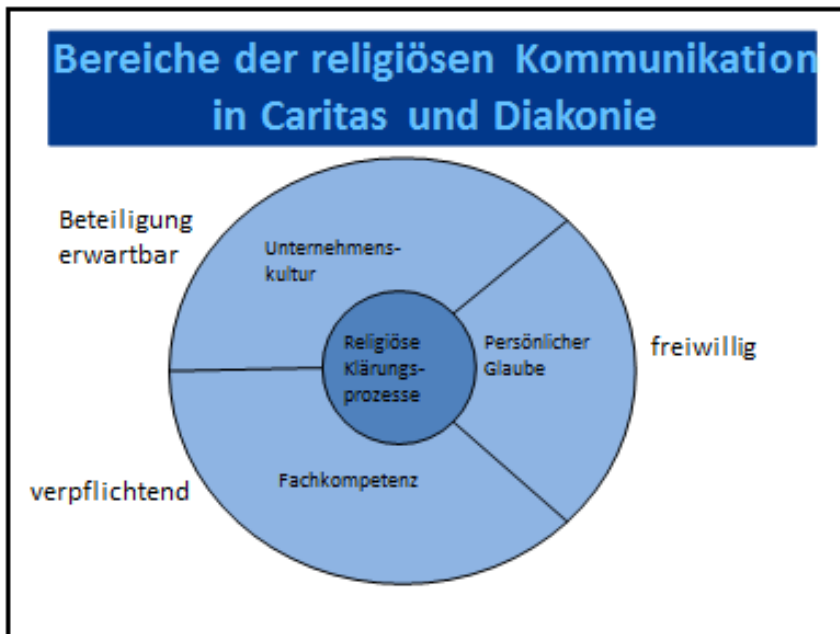 Bereiche der religiösen Kommunikation
in Caritas und Diakonie
Beteiligung
erwartbar
Unternehmens-
kultur
Religiöse
Klärungs-
prozesse
Persönlicher
Glaube
freiwillig
verpflichtend
Fachkompetenz